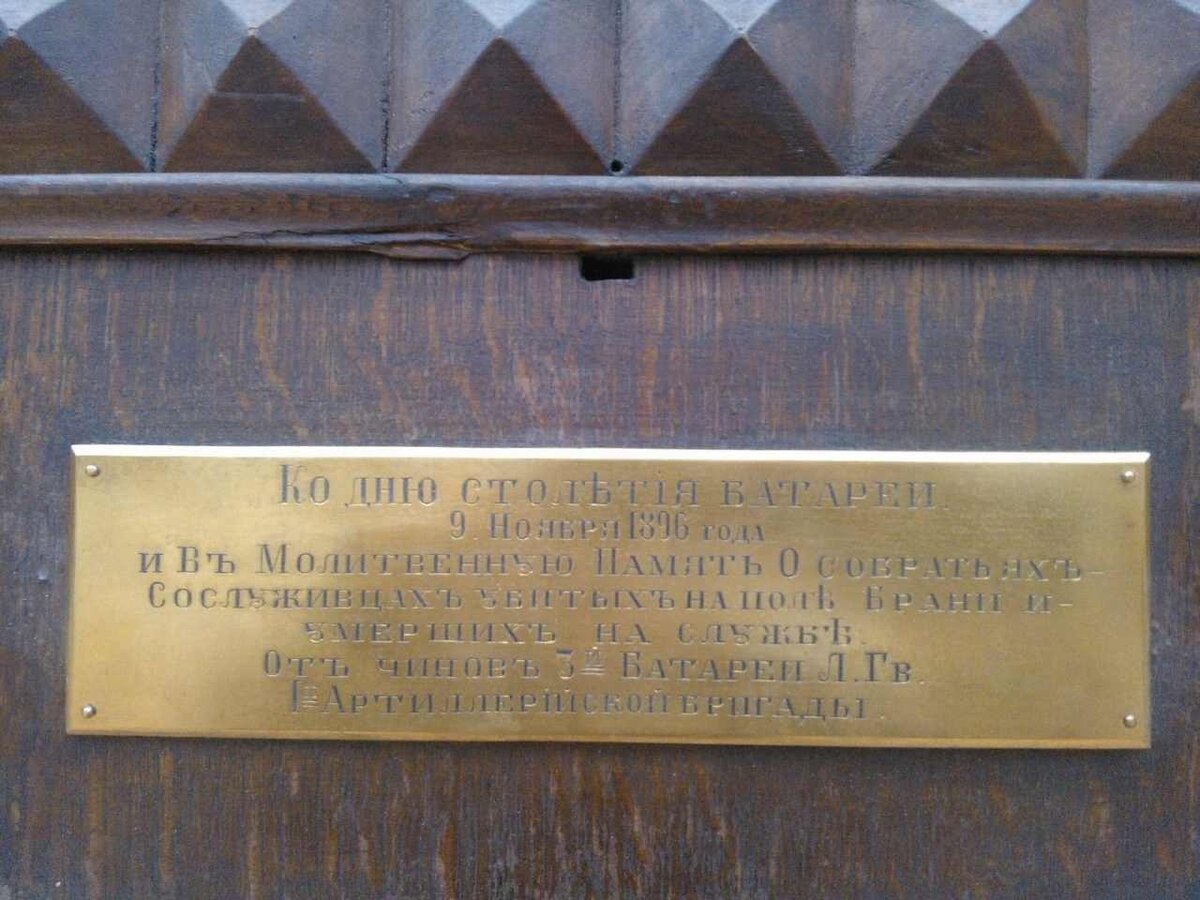 Ко дню столѣтія батареи.
9. Ноября 1896 года
и Въ Молитвенную Память О собратьяхъ-
Сослуживцахъ убитыхъ на полѣ Брани и-
умершихъ на службѣ.
Отъ чиновъ 3й Батареи Л.Гв.
1й Артиллерійской бригады.